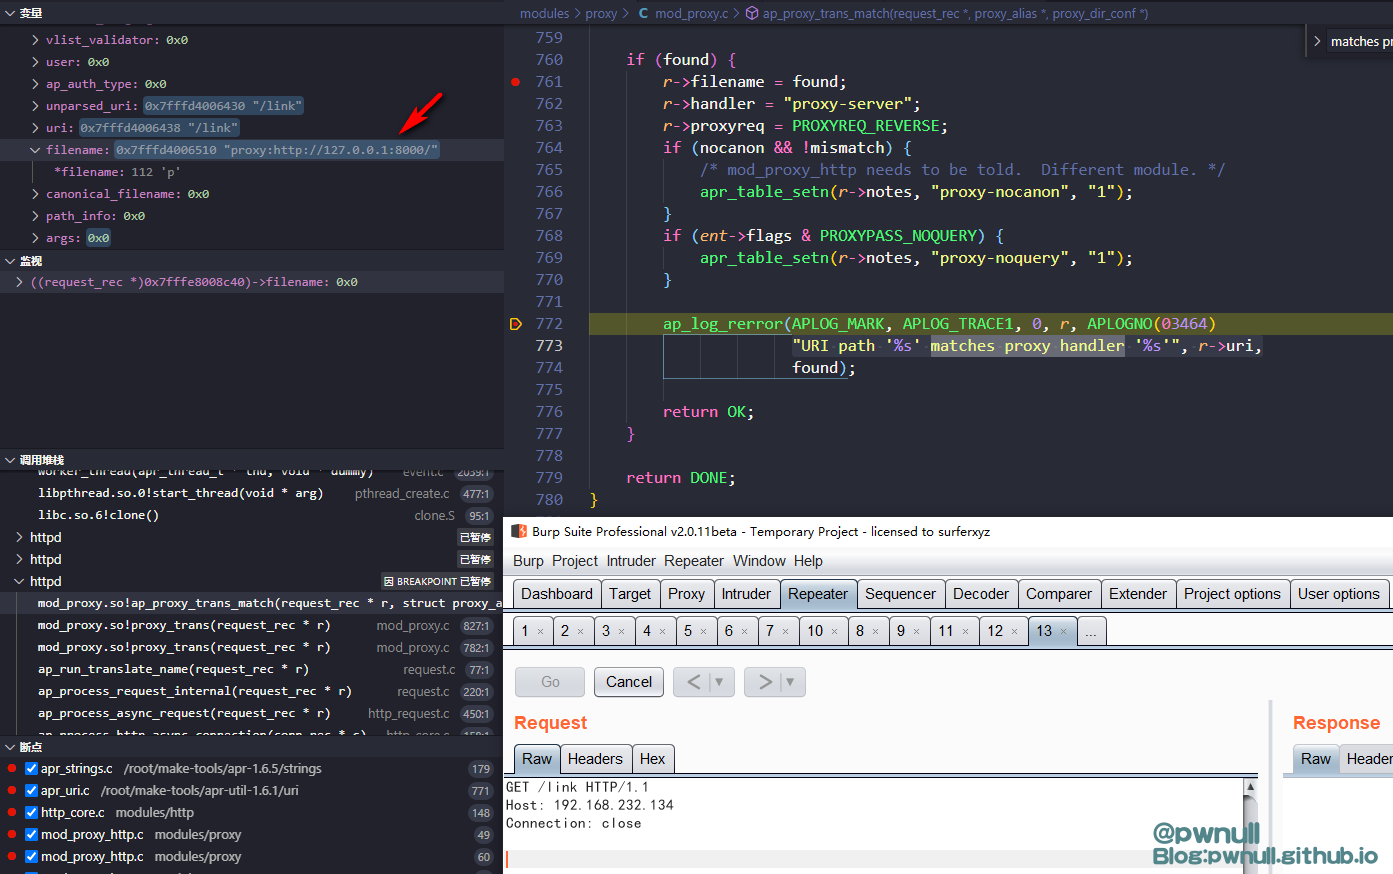 变量
vlist_validator: 0x0
user: 0x0
ap_auth_type: 0x0
unparsed_uri: 0x7fffd4006430 "/link"
uri: 0x7fffd4006438 "/link"
filename: 0x7fffd4006510 "proxy:http://127.0.0.1:8000/"
*filename: 112 'p'
canonical_filename: 0x0
path_info: 0x0
args: 0x0
监视
((request_rec *)0x7fffe8008c40)->filename: 0x0
调用堆栈
worker_thread(apr_thread_t * thd, void * dummy) event.c 2039:1
libpthread.so.0!start_thread(void * arg) pthread_create.c 477:1
libc.so.6!clone() clone.S 95:1
httpd 已暂停
httpd 已暂停
httpd 因 BREAKPOINT 已暂停
mod_proxy.so!ap_proxy_trans_match(request_rec * r, struct proxy_a
mod_proxy.so!proxy_trans(request_rec * r) mod_proxy.c 827:1
mod_proxy.so!proxy_trans(request_rec * r) mod_proxy.c 782:1
ap_run_translate_name(request_rec * r) request.c 77:1
ap_process_request_internal(request_rec * r) request.c 220:1
ap_process_async_request(request_rec * r) http_request.c 450:1
ap_process_http_async_connection(conn_rec * c) http_core.c 158:1
断点
apr_strings.c /root/make-tools/apr-1.6.5/strings 179
apr_uri.c /root/make-tools/apr-util-1.6.1/uri 771
http_core.c modules/http 148
mod_proxy_http.c modules/proxy 49
mod_proxy_http.c modules/proxy 60
modules > proxy > C mod_proxy.c > ap_proxy_trans_match(request_rec *, proxy_alias *, proxy_dir_conf *)
matches pr
759
760 if (found) {
761 r->filename = found;
762 r->handler = "proxy-server";
763 r->proxyreq = PROXYREQ_REVERSE;
764 if (nocanon && !mismatch) {
765 /* mod_proxy_http needs to be told.  Different module. */
766 apr_table_setn(r->notes, "proxy-nocanon", "1");
767 }
768 if (ent->flags & PROXYPASS_NOQUERY) {
769 apr_table_setn(r->notes, "proxy-noquery", "1");
770 }
771
772 ap_log_rerror(APLOG_MARK, APLOG_TRACE1, 0, r, APLOGNO(03464)
773 "URI path '%s' matches proxy handler '%s'", r->uri,
774 found);
775
776 return OK;
777 }
778
779 return DONE;
780 }
Burp Suite Professional v2.0.11beta - Temporary Project - licensed to surferxyz
Burp Project Intruder Repeater Window Help
Dashboard Target Proxy Intruder Repeater Sequencer Decoder Comparer Extender Project options User options
1 × 2 × 3 × 4 × 5 × 6 × 7 × 10 × 8 × 9 × 11 × 12 × 13 × ...
Go Cancel < ▼ > ▼
Request
Raw Headers Hex
GET /link HTTP/1.1
Host: 192.168.232.134
Connection: close
Response
Raw Header
@pwnull
Blog:pwnull.github.io